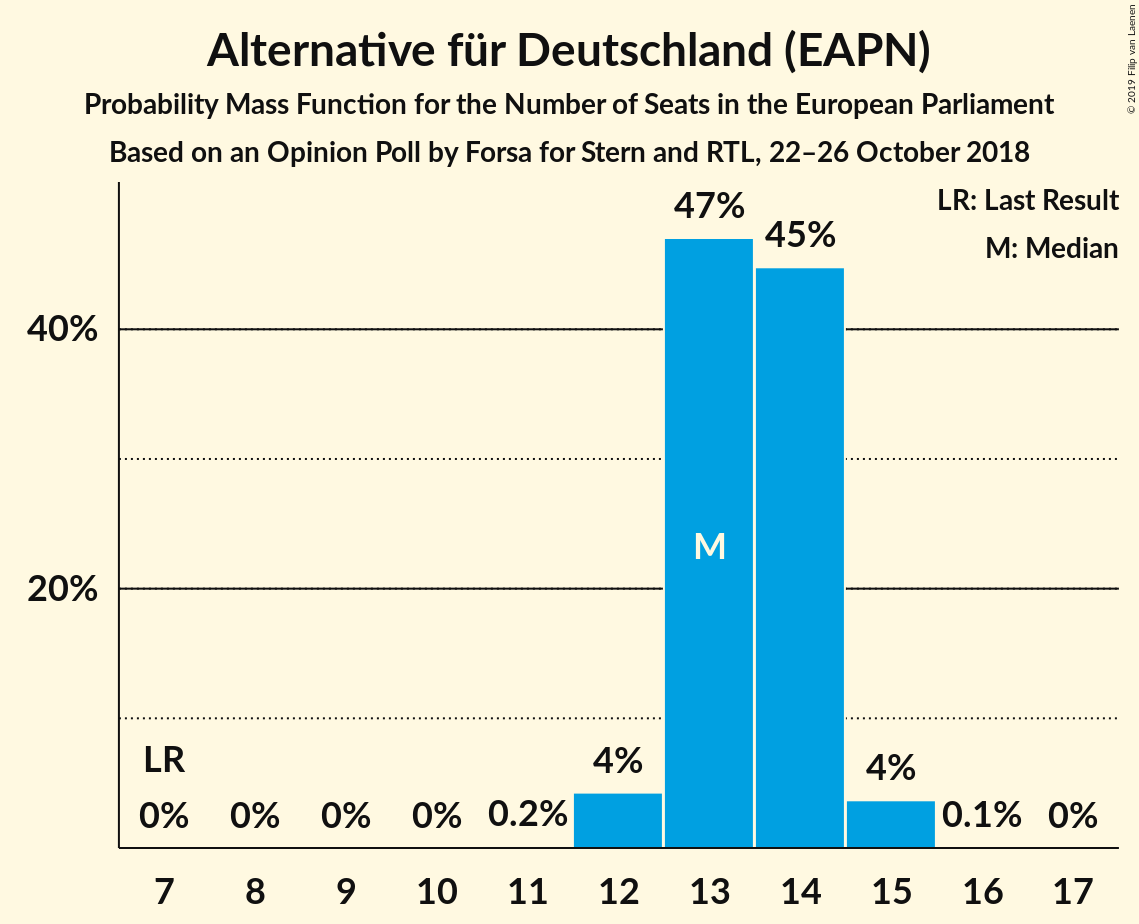 Alternative für Deutschland (EAPN)
Probability Mass Function for the Number of Seats in the European Parliament
Based on an Opinion Poll by Forsa for Stern and RTL, 22–26 October 2018
© 2019 Filip van Laenen
LR: Last Result
M: Median
47%
45%
40%
M
20%
LR
4%
4%
0%
0%
0%
0%
0.2%
0.1%
0%
7 8 9 10 11 12 13 14 15 16 17